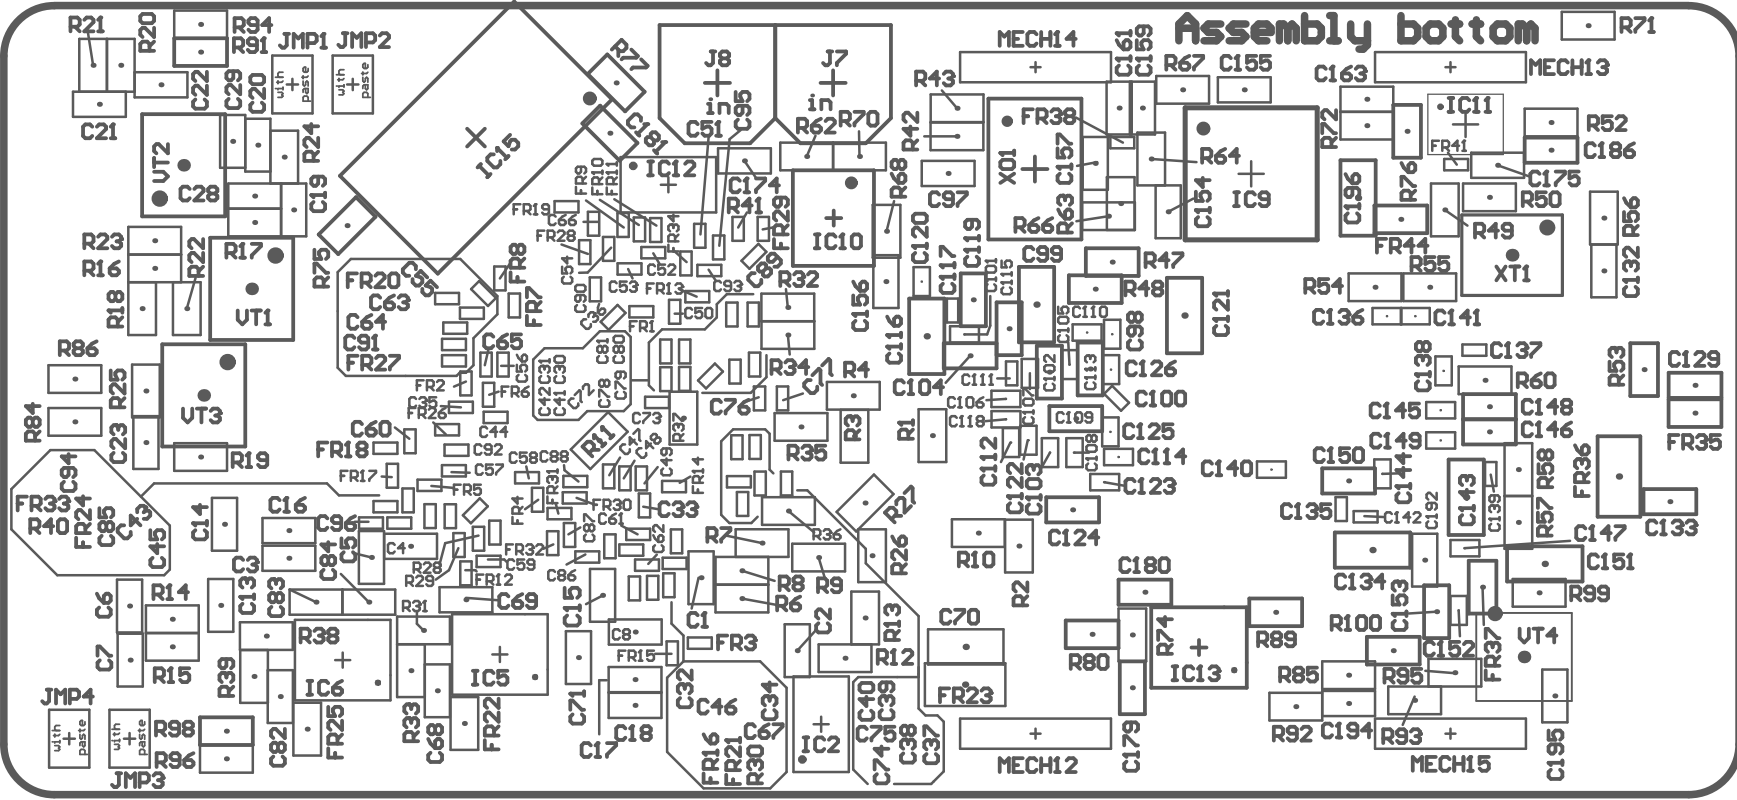 Assembly bottom
R21
R20
R94
R91
JMP1
JMP2
with
paste
with
paste
C22
C29
C20
C21
R24
VT2
C28
C19
R23
R16
R22
R17
R18
VT1
R75
IC15
R77
C181
J8
in
J7
in
C51
C95
R62
R70
FR9
FR10
FR11
IC12
C174
R41
FR29
FR19
C66
FR28
FR34
C54
C53
C52
C89
C90
FR13
C93
C36
FR1
C50
R32
R34
IC10
R68
C156
MECH14
R43
R42
C97
XO1
FR38
C157
C161
C159
R67
C155
R64
C154
R66
R63
IC9
C163
R72
MECH13
IC11
FR41
R76
C196
R52
C186
C175
R50
FR44
R49
R55
R54
XT1
R56
C132
R71
C136
C141
C120
C117
C119
C101
C115
C99
R47
R48
C121
C116
C104
C105
C110
C98
C102
C113
C126
C111
C106
C107
C118
C109
C100
C125
C112
C122
C103
C108
C114
C123
C124
C140
C138
C137
R60
C145
C148
C146
C149
C150
C144
R53
C129
FR35
FR36
C133
C143
C139
R58
R57
C135
C142
C192
C147
C134
C151
R99
C153
R100
C152
FR37
VT4
R95
R85
R92
C194
R93
C195
MECH15
C180
R80
R74
R89
IC13
C179
MECH12
FR20
C55
C63
C64
C91
FR27
FR8
FR7
C65
C56
FR2
FR6
C35
FR26
C44
R86
R84
R25
C23
VT3
R19
FR18
C60
C92
C57
FR17
FR5
C42
C31
C41
C30
C77
C78
C79
C81
C80
C73
R37
R11
C76
C77
R4
R35
R3
R1
C58
C88
C47
C48
C49
FR14
FR31
FR4
FR30
C33
C87
C61
C62
FR32
C86
R7
R36
R27
R26
R8
R9
R6
R10
R2
C94
FR33
R40
FR24
C85
C43
C45
C14
C16
C3
C96
C84
C5
C4
R28
R29
FR12
C59
C69
C83
C13
R31
C6
R14
C7
R15
R39
R38
IC6
IC5
R33
C68
FR22
FR25
C82
JMP4
with
paste
JMP3
with
paste
R98
R96
C15
C8
FR15
C71
C17
C18
C1
FR3
C2
R13
R12
C32
C46
C34
C67
FR16
FR21
R30
IC2
C40
C39
C75
C74
C38
C37
C70
FR23